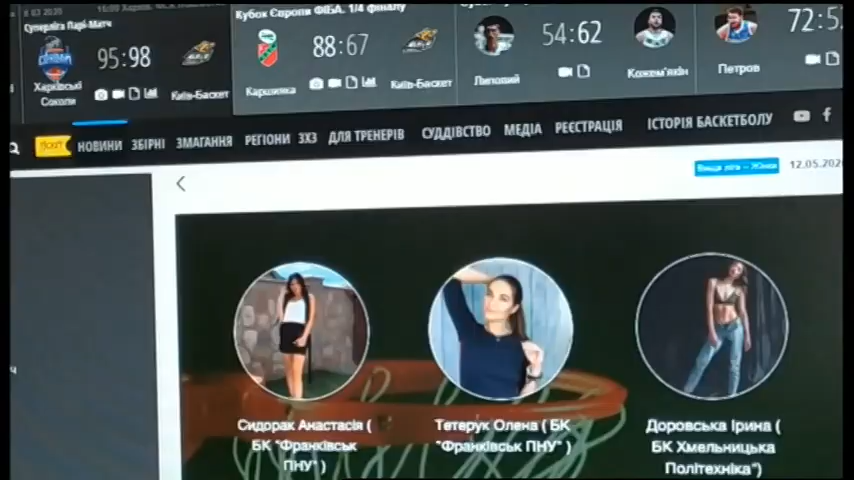 Суперліга Парі-Матч
95:98
Харківські
Соколи
Київ-Баскет
Кубок Європи ФІБА. 1/4 фіналу
88:67
Каршияка
Київ-Баскет
54:62
Липовий
Кожем'якін
Петров
72:5
НОВИНИ ЗБІРНІ ЗМАГАННЯ РЕГІОНИ 3X3 ДЛЯ ТРЕНЕРІВ СУДДІВСТВО МЕДІА РЕЄСТРАЦІЯ ІСТОРІЯ БАСКЕТБОЛУ
Вища ліга – Жінки 12.05.202
Сидорак Анастасія (
БК "Франківськ
ПНУ")
Тетерук Олена ( БК
"Франківськ ПНУ" )
Доровська Ірина (
БК Хмельницька
Політехніка")